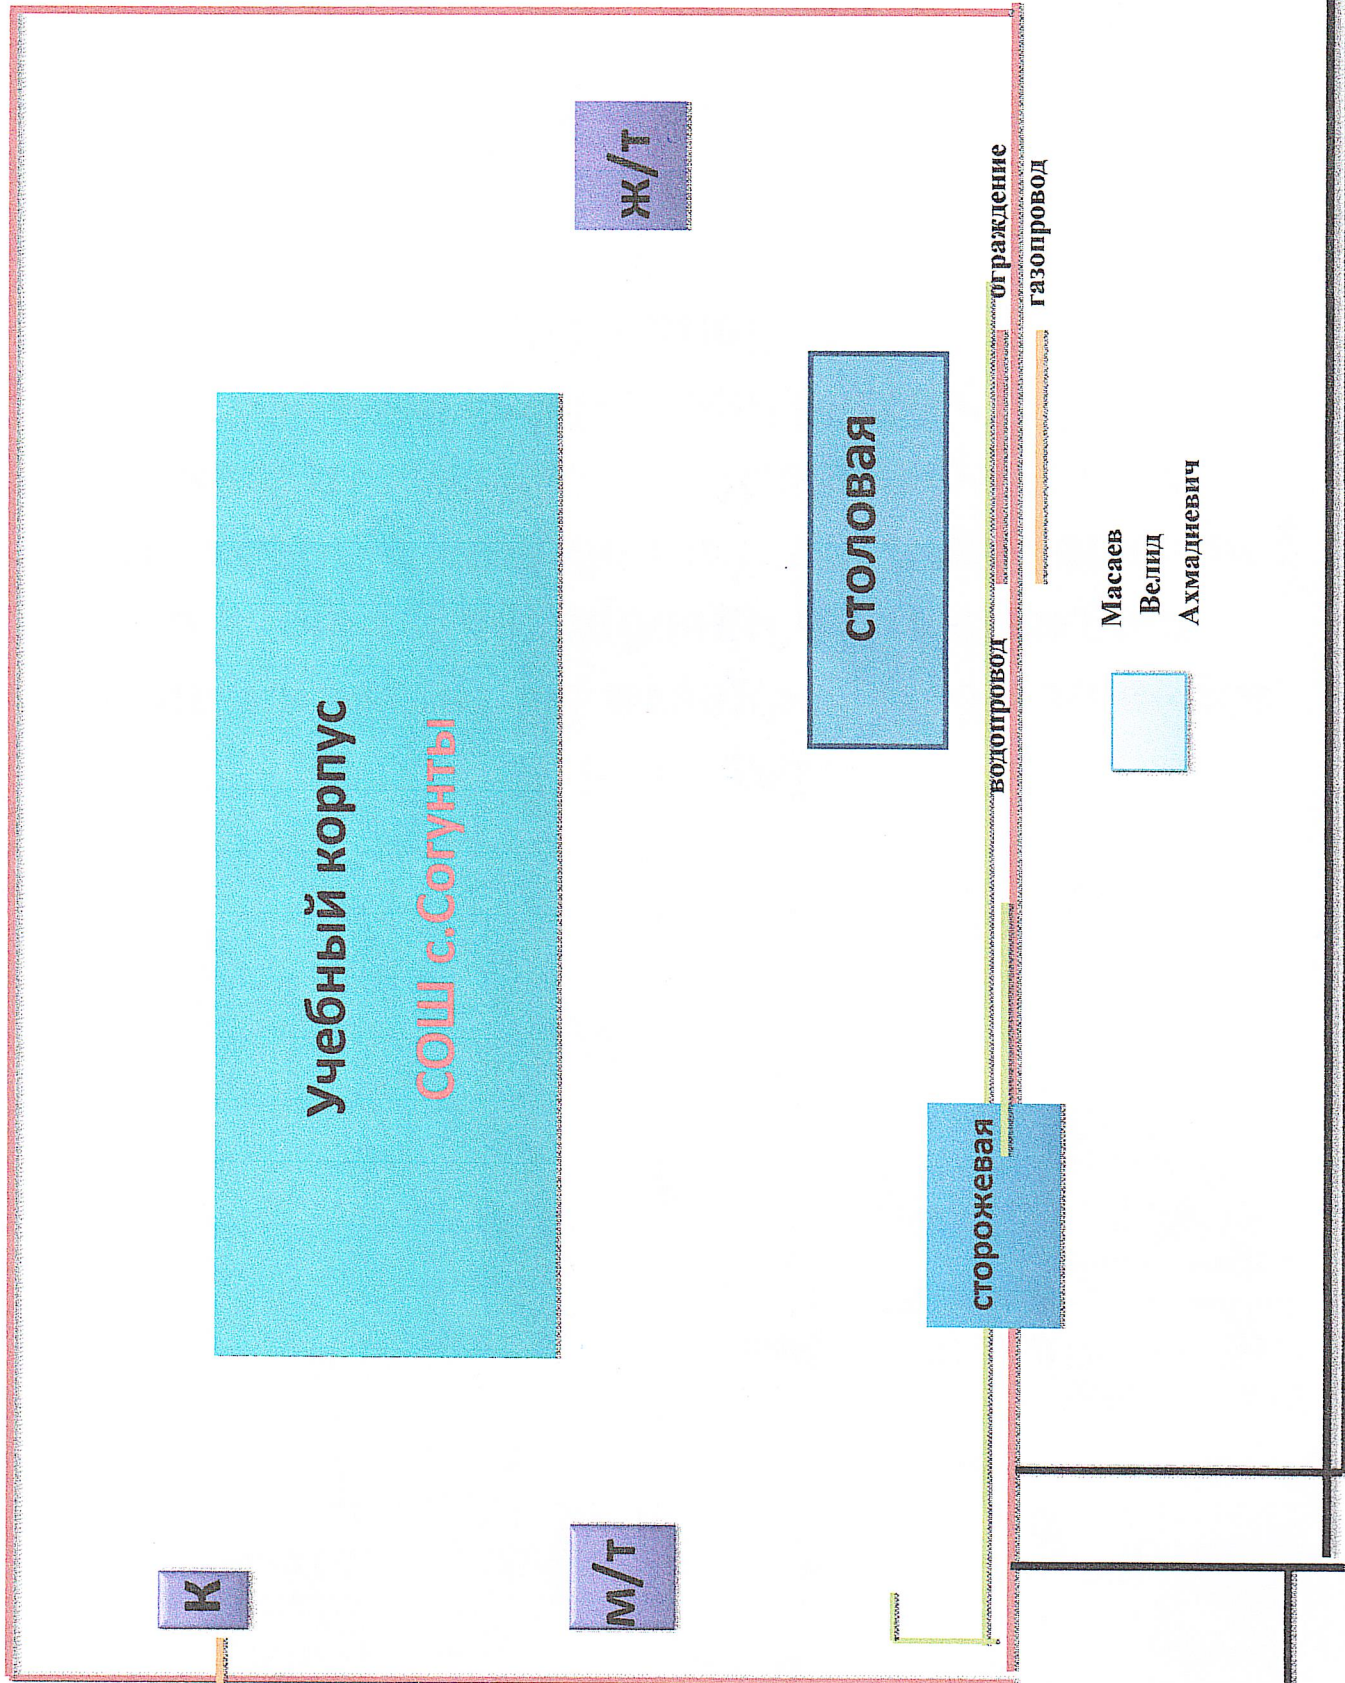 Учебный корпус
СОШ с.Согунты
К
м/т
ж/т
столовая
сторожевая
водопровод
ограждение
газопровод
Масаев
Велид
Ахмадиевич